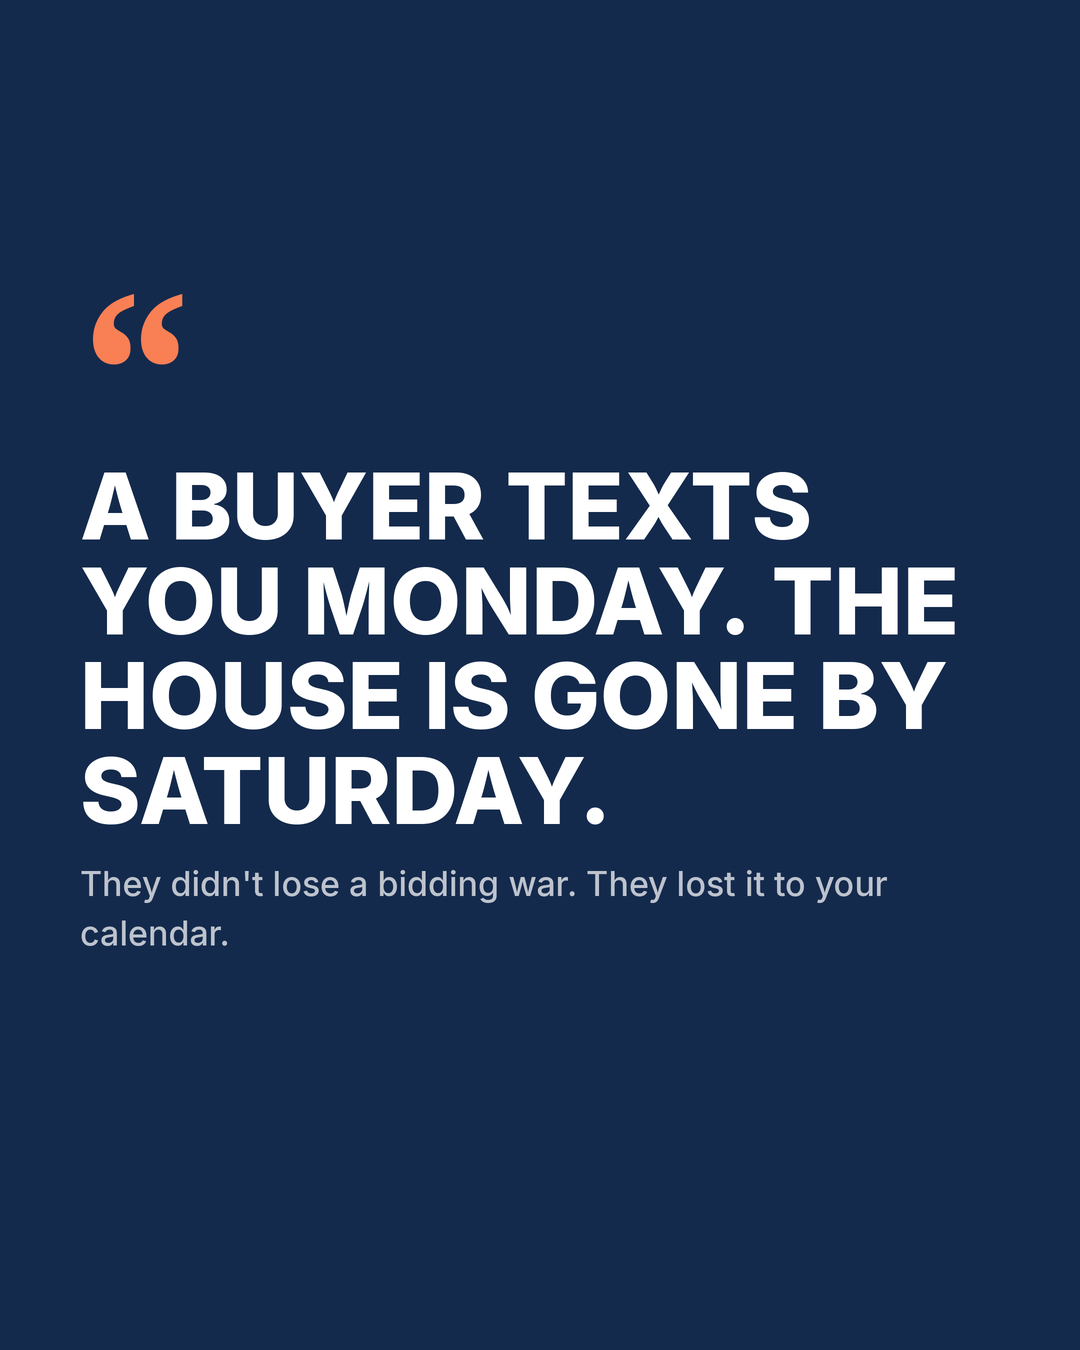 “
A BUYER TEXTS
YOU MONDAY. THE
HOUSE IS GONE BY
SATURDAY.
They didn't lose a bidding war. They lost it to your
calendar.